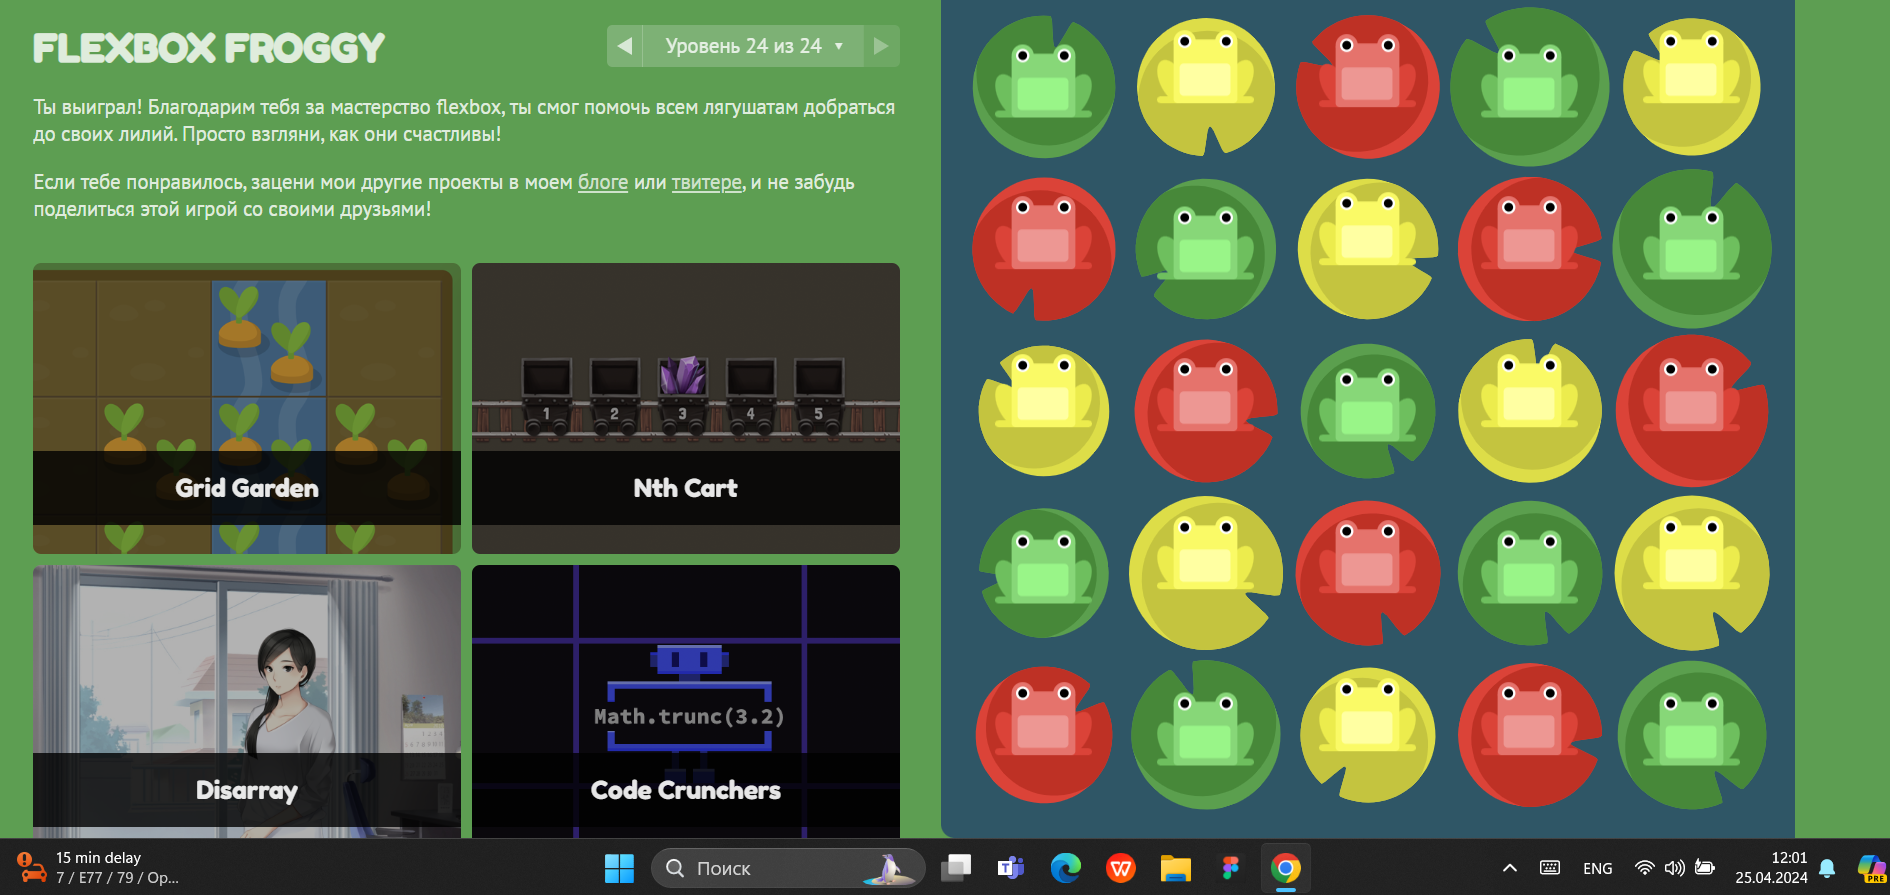 FLEXBOX FROGGY
Уровень 24 из 24
Ты выиграл! Благодарим тебя за мастерство flexbox, ты смог помочь всем лягушатам добраться
до своих лилий. Просто взгляни, как они счастливы!
Если тебе понравилось, зацени мои другие проекты в моем блоге или твитере, и не забудь
поделиться этой игрой со своими друзьями!
Grid Garden
1 2 3 4 5
Nth Cart
Disarray
Math.trunc(3.2)
Code Crunchers
15 min delay
7 / E77 / 79 / Op...
Поиск
ENG
12:01
25.04.2024
PRE